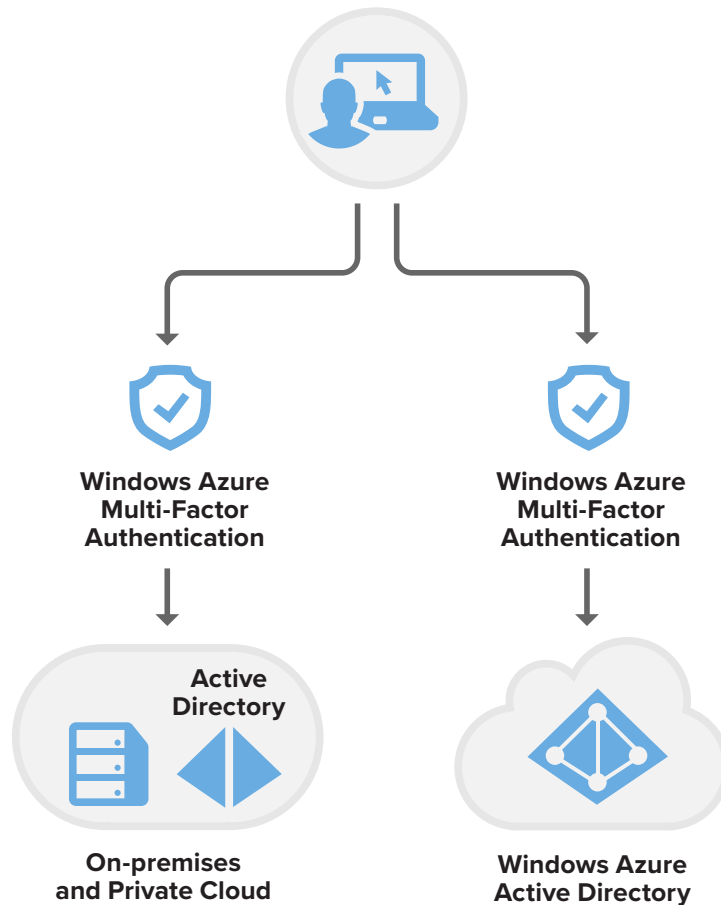 Windows Azure
Multi-Factor
Authentication
Windows Azure
Multi-Factor
Authentication
Active
Directory
On-premises
and Private Cloud
Windows Azure
Active Directory